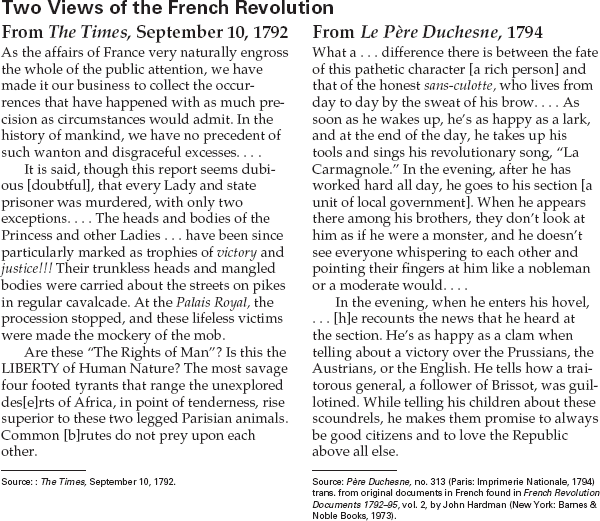 Two Views of the French Revolution
From The Times, September 10, 1792
As the affairs of France very naturally engross
the whole of the public attention, we have
made it our business to collect the occur-
rences that have happened with as much pre-
cision as circumstances would admit. In the
history of mankind, we have no precedent of
such wanton and disgraceful excesses. . . .
It is said, though this report seems dubi-
ous [doubtful], that every Lady and state
prisoner was murdered, with only two
exceptions. . . . The heads and bodies of the
Princess and other Ladies . . . have been since
particularly marked as trophies of victory and
justice!!! Their trunkless heads and mangled
bodies were carried about the streets on pikes
in regular cavalcade. At the Palais Royal, the
procession stopped, and these lifeless victims
were made the mockery of the mob.
Are these “The Rights of Man”? Is this the
LIBERTY of Human Nature? The most savage
four footed tyrants that range the unexplored
des[e]rts of Africa, in point of tenderness, rise
superior to these two legged Parisian animals.
Common [b]rutes do not prey upon each
other.
Source: : The Times, September 10, 1792.
From Le Père Duchesne, 1794
What a . . . difference there is between the fate
of this pathetic character [a rich person] and
that of the honest sans-culotte, who lives from
day to day by the sweat of his brow. . . . As
soon as he wakes up, he’s as happy as a lark,
and at the end of the day, he takes up his
tools and sings his revolutionary song, “La
Carmagnole.” In the evening, after he has
worked hard all day, he goes to his section [a
unit of local government]. When he appears
there among his brothers, they don’t look at
him as if he were a monster, and he doesn’t
see everyone whispering to each other and
pointing their fingers at him like a nobleman
or a moderate would. . . .
In the evening, when he enters his hovel,
. . . [h]e recounts the news that he heard at
the section. He’s as happy as a clam when
telling about a victory over the Prussians, the
Austrians, or the English. He tells how a trai-
torous general, a follower of Brissot, was guil-
lotined. While telling his children about these
scoundrels, he makes them promise to always
be good citizens and to love the Republic
above all else.
Source: Père Duchesne, no. 313 (Paris: Imprimerie Nationale, 1794)
trans. from original documents in French found in French Revolution
Documents 1792–95, vol. 2, by John Hardman (New York: Barnes &
Noble Books, 1973).